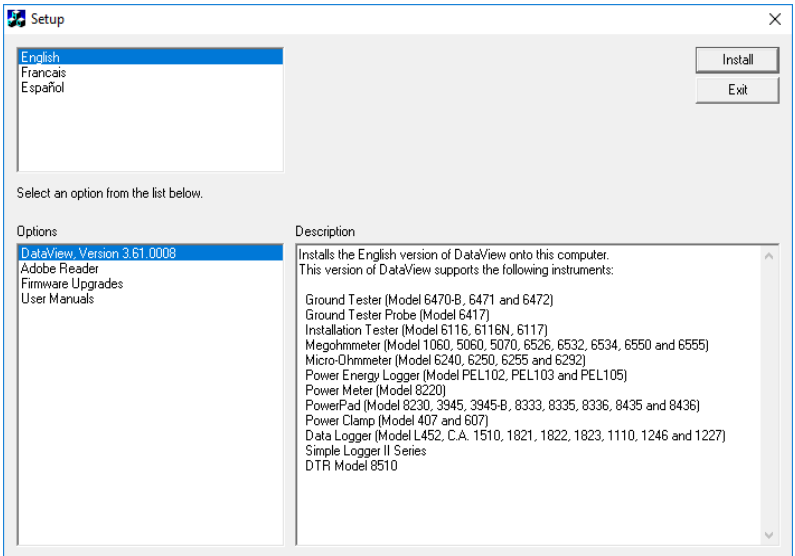 Setup
English
Francais
Español
Install
Exit
Select an option from the list below.
Options
DataView, Version 3.61.0008
Adobe Reader
Firmware Upgrades
User Manuals
Description
Installs the English version of DataView onto this computer.
This version of DataView supports the following instruments:
Ground Tester (Model 6470-B, 6471 and 6472)
Ground Tester Probe (Model 6417)
Installation Tester (Model 6116, 6116N, 6117)
Megohmmeter (Model 1060, 5060, 5070, 6526, 6532, 6534, 6550 and 6555)
Micro-Ohmmeter (Model 6240, 6250, 6255 and 6292)
Power Energy Logger (Model PEL102, PEL103 and PEL105)
Power Meter (Model 8220)
PowerPad (Model 8230, 3945, 3945-B, 8333, 8335, 8336, 8435 and 8436)
Power Clamp (Model 407 and 607)
Data Logger (Model L452, C.A. 1510, 1821, 1822, 1823, 1110, 1246 and 1227)
Simple Logger II Series
DTR Model 8510